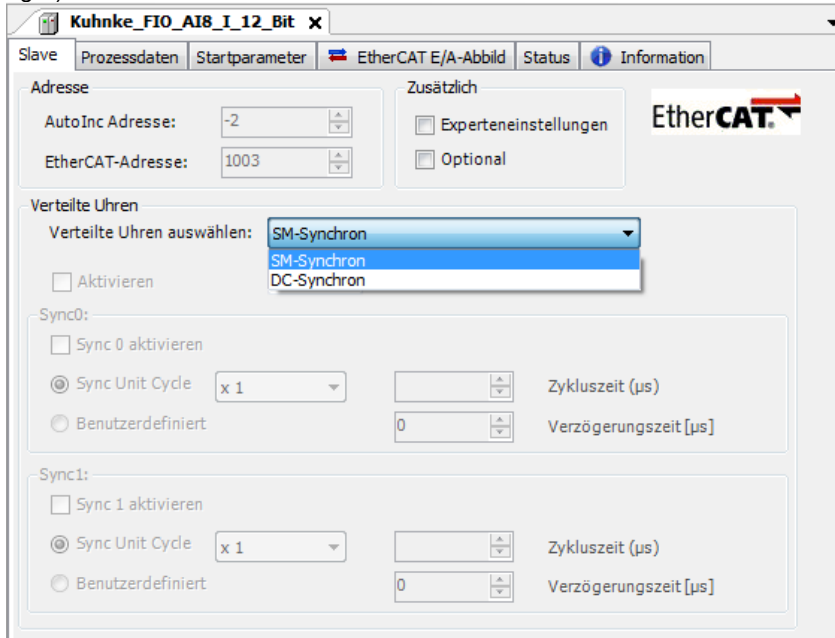 Kuhnke_FIO_AI8_I_12_Bit x
Slave Prozessdaten Startparameter EtherCAT E/A-Abbild Status Information
Adresse
AutoInc Adresse: -2
EtherCAT-Adresse: 1003
Zusätzlich
Experteneinstellungen
Optional
EtherCAT.
Verteilte Uhren
Verteilte Uhren auswählen: SM-Synchron
SM-Synchron
DC-Synchron
Aktivieren
Sync0:
Sync 0 aktivieren
Sync Unit Cycle x 1 Zykluszeit (µs)
Benutzerdefiniert 0 Verzögerungszeit [µs]
Sync1:
Sync 1 aktivieren
Sync Unit Cycle x 1 Zykluszeit (µs)
Benutzerdefiniert 0 Verzögerungszeit [µs]